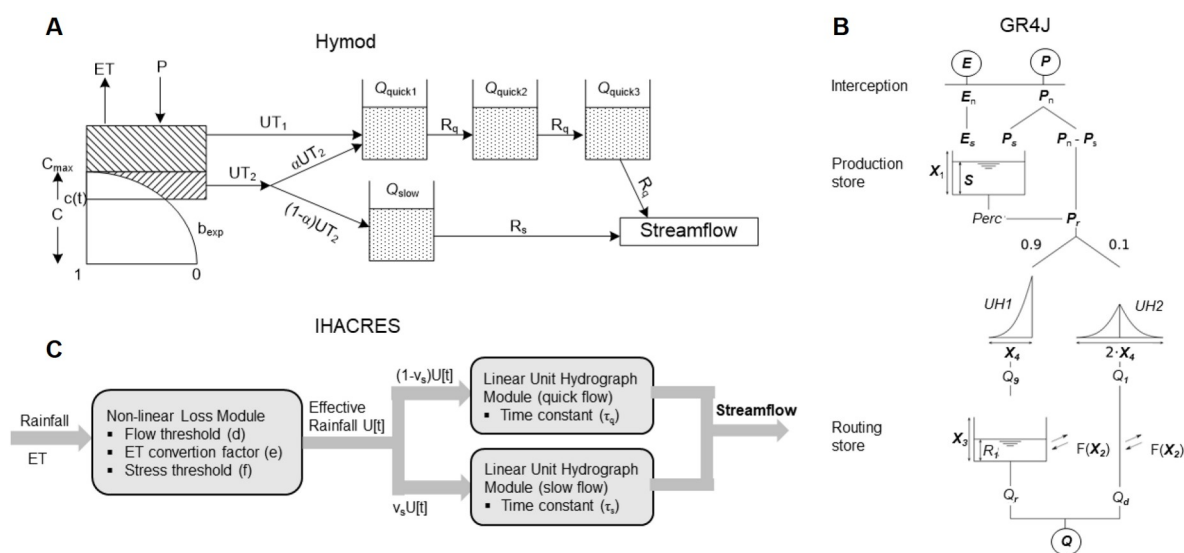 A
Hymod
ET
P
UT1
UT2
αUT2
(1-α)UT2
Cmax
c(t)
C
bexp
1
0
Qquick1
Rq
Qquick2
Rq
Qquick3
Rq
Qslow
Rs
Streamflow
B
GR4J
Interception
E
P
En
Pn
Es
Ps
Pn - Ps
Production
store
X1
S
Perc
Pr
0.9
0.1
UH1
UH2
X4
2·X4
Q9
Q1
Routing
store
X3
R1
F(X2)
F(X2)
Qr
Qd
Q
C
IHACRES
Rainfall
ET
Non-linear Loss Module
▪ Flow threshold (d)
▪ ET convertion factor (e)
▪ Stress threshold (f)
Effective
Rainfall U[t]
(1-vs)U[t]
vsU[t]
Linear Unit Hydrograph
Module (quick flow)
▪ Time constant (τq)
Linear Unit Hydrograph
Module (slow flow)
▪ Time constant (τs)
Streamflow